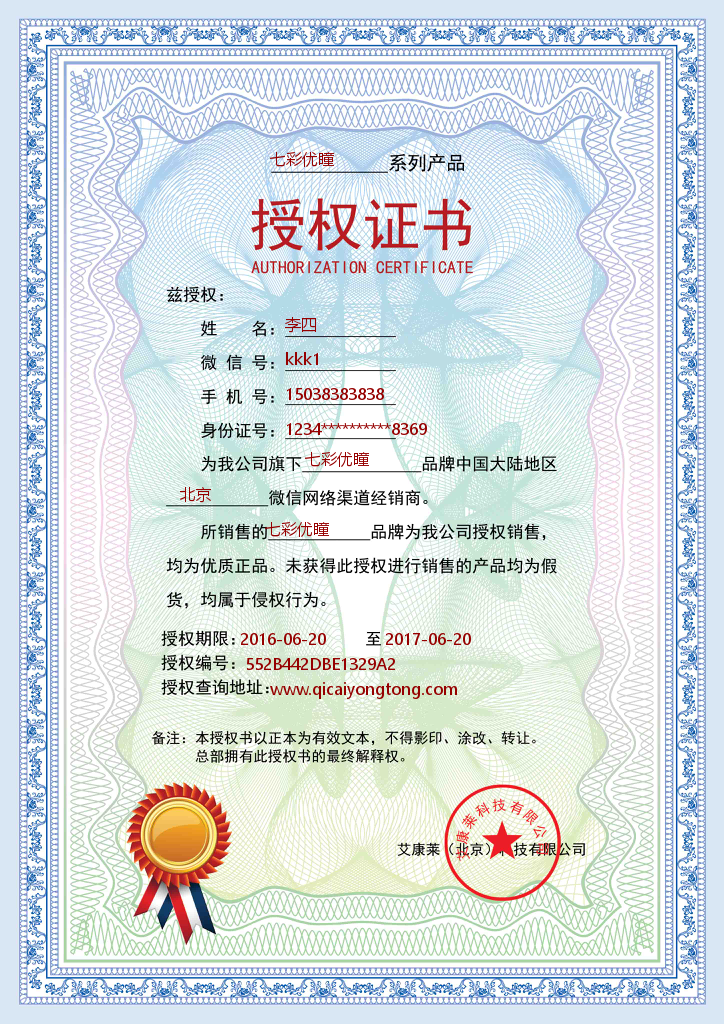 七彩优瞳系列产品
授权证书
AUTHORIZATION CERTIFICATE
兹授权：
姓 名：李四
微 信 号：kkk1
手 机 号：15038383838
身份证号：1234**********8369
为我公司旗下七彩优瞳品牌中国大陆地区
北京微信网络渠道经销商。
所销售的七彩优瞳品牌为我公司授权销售，
均为优质正品。未获得此授权进行销售的产品均为假
货，均属于侵权行为。
授权期限：2016-06-20 至2017-06-20
授权编号：552B442DBE1329A2
授权查询地址：www.qicaiyongtong.com
备注：本授权书以正本为有效文本，不得影印、涂改、转让。
总部拥有此授权书的最终解释权。
艾康莱科技有限公司
艾康莱（北京）科技有限公司